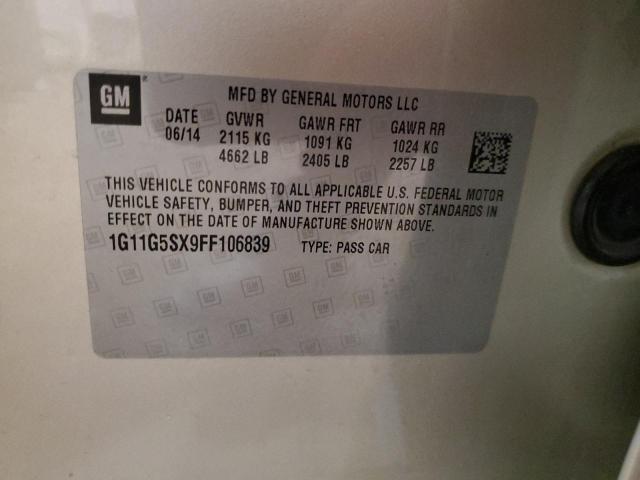 GM
MFD BY GENERAL MOTORS LLC
DATE GVWR GAWR FRT GAWR RR
06/14 2115 KG 1091 KG 1024 KG
4662 LB 2405 LB 2257 LB
THIS VEHICLE CONFORMS TO ALL APPLICABLE U.S. FEDERAL MOTOR
VEHICLE SAFETY, BUMPER, AND THEFT PREVENTION STANDARDS IN
EFFECT ON THE DATE OF MANUFACTURE SHOWN ABOVE.
1G11G5SX9FF106839 TYPE: PASS CAR